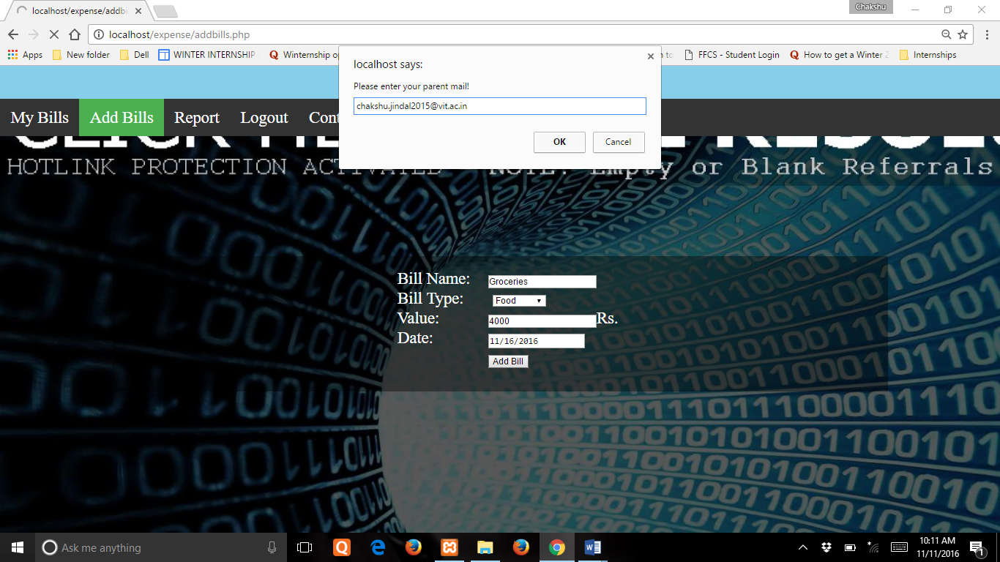 localhost/expense/addbi
Chakshu
localhost/expense/addbills.php
Apps New folder Dell WINTER INTERNSHIP Winternship op n to FFCS - Student Login How to get a Winter 2 Internships
localhost says:
Please enter your parent mail!
chakshu.jindal2015@vit.ac.in
OK Cancel
My Bills Add Bills Report Logout Cont
HOTLINK PROTECTION ACTIVATED NOTE: Empty or Blank Referrals
Bill Name: Groceries
Bill Type: Food
Value: 4000 Rs.
Date: 11/16/2016
Add Bill
Ask me anything
10:11 AM
11/11/2016
1